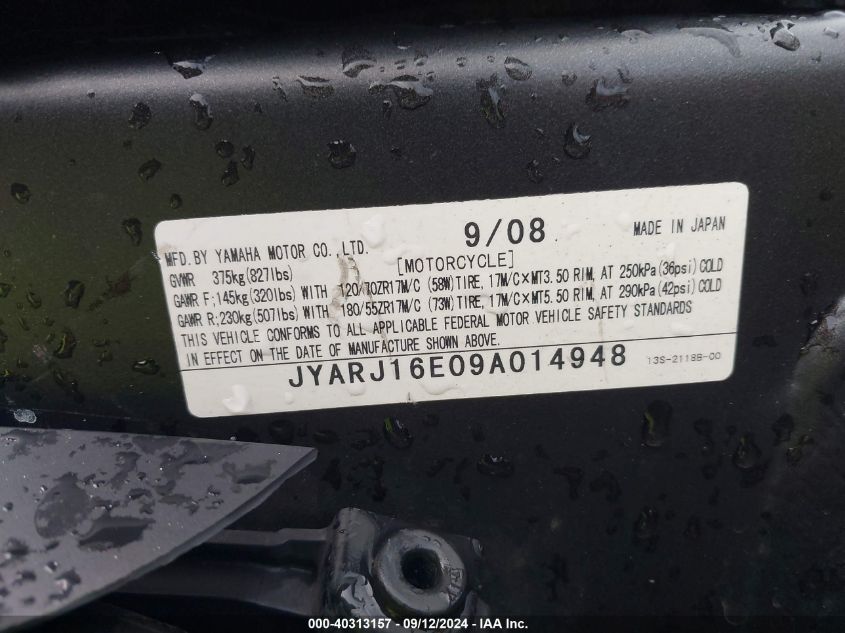 MFD. BY YAMAHA MOTOR CO., LTD. 9/08 MADE IN JAPAN
GVWR 375kg(827lbs) [MOTORCYCLE]
GAWR F:145kg(320lbs) WITH 120/70ZR17M/C (58W)TIRE, 17M/C×MT3.50 RIM, AT 250kPa(36psi)COLD
GAWR R:230kg(507lbs) WITH 180/55ZR17M/C (73W)TIRE, 17M/C×MT5.50 RIM, AT 290kPa(42psi)COLD
THIS VEHICLE CONFORMS TO ALL APPLICABLE FEDERAL MOTOR VEHICLE SAFETY STANDARDS
IN EFFECT ON THE DATE OF MANUFACTURE SHOWN ABOVE.
JYARJ16E09A014948 13S-2118B-00
000-40313157 - 09/12/2024 - IAA Inc.